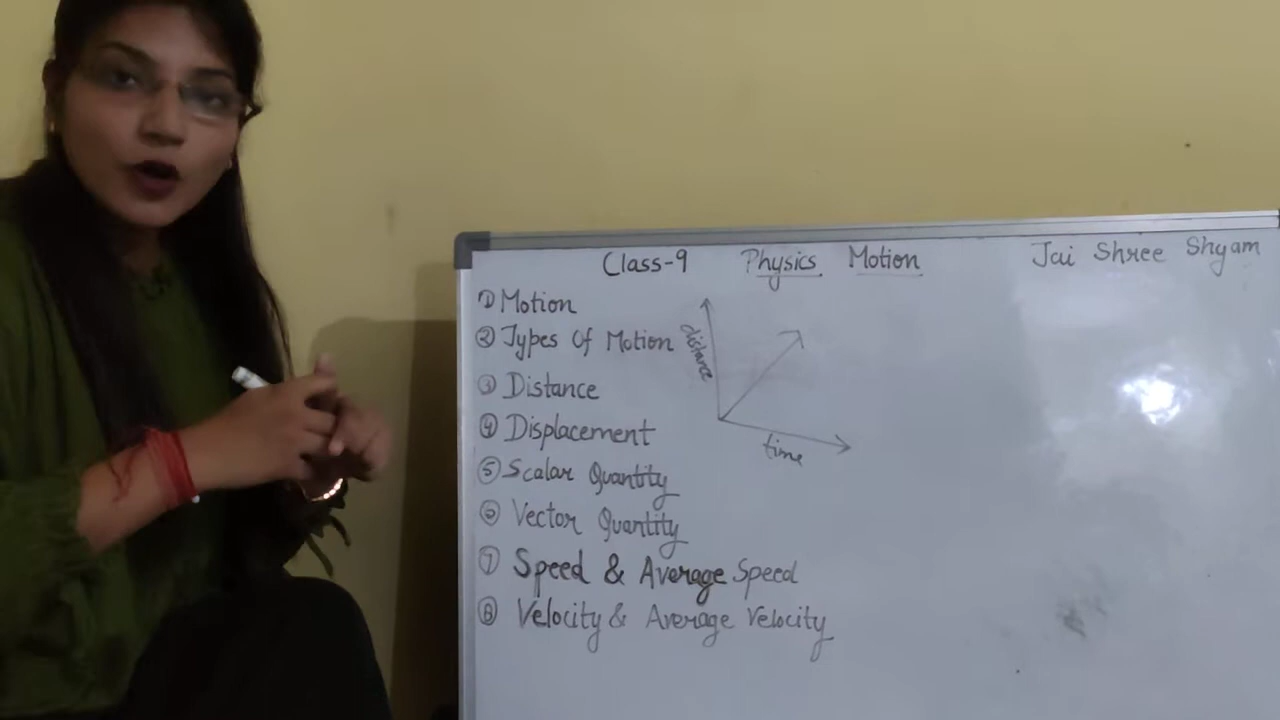 Class-9 Physics Motion Jai Shree Shyam
① Motion
② Types Of Motion
③ Distance
④ Displacement
⑤ Scalar Quantity
⑥ Vector Quantity
⑦ Speed & Average Speed
⑧ Velocity & Average Velocity
distance
time